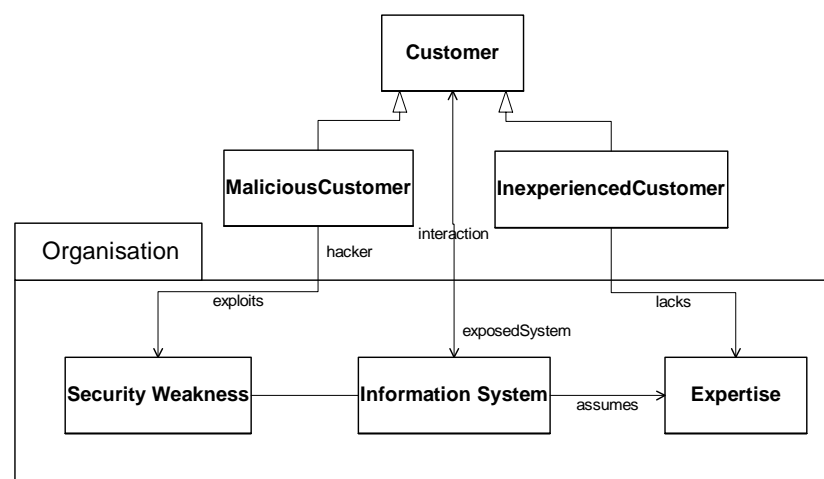 Customer
MaliciousCustomer
InexperiencedCustomer
interaction
Organisation
hacker
exploits
lacks
exposedSystem
Security Weakness
Information System
Expertise
assumes